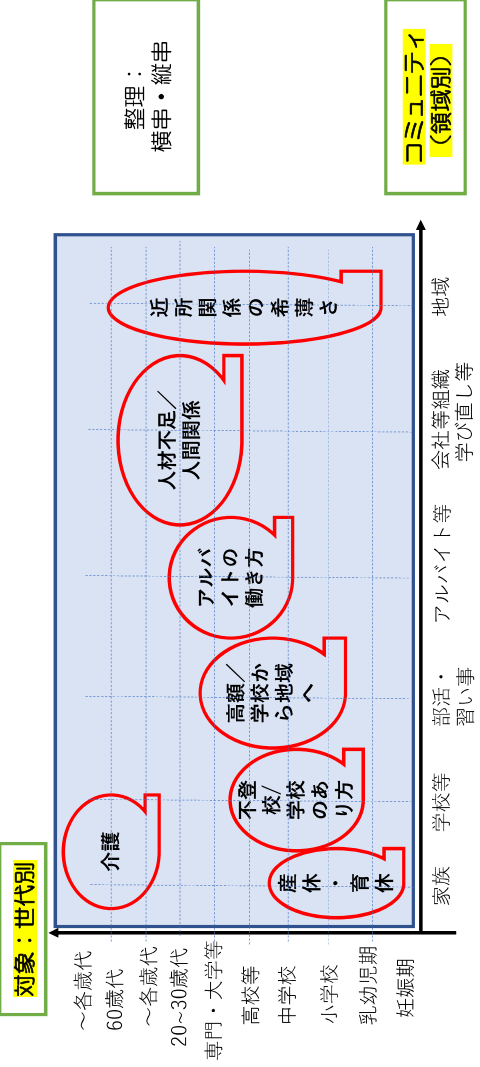 対象：世代別
整理：
横串・縦串
コミュニティ
（領域別）
～各歳代
60歳代
～各歳代
20~30歳代
専門・大学等
高校等
中学校
小学校
乳幼児期
妊娠期
介護
産休・育休
不登
校/
学校
のあ
り方
高額/
学校か
ら地域
へ
アルバ
イトの
働き方
人材不足/
人間関係
近所関係の希薄さ
家族
学校等
部活・
習い事
アルバイト等
会社等組織
学び直し等
地域